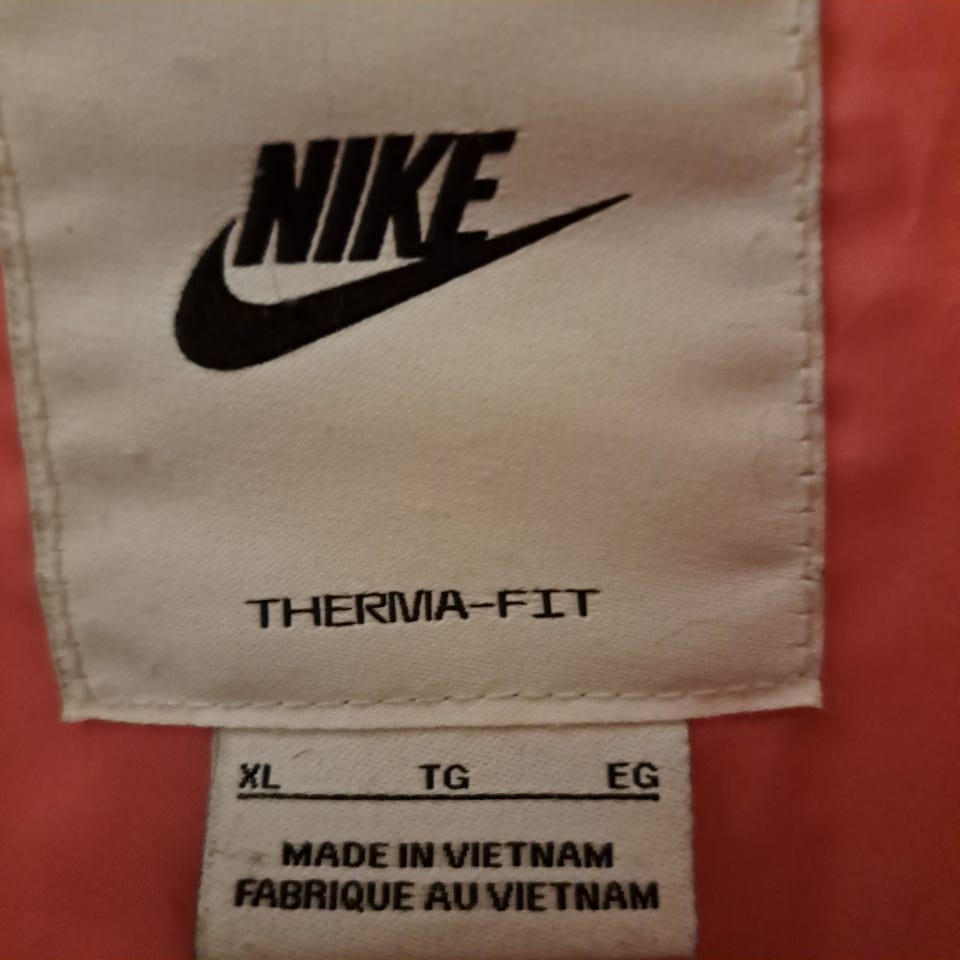 NIKE
THERMA-FIT
XL TG EG
MADE IN VIETNAM
FABRIQUE AU VIETNAM